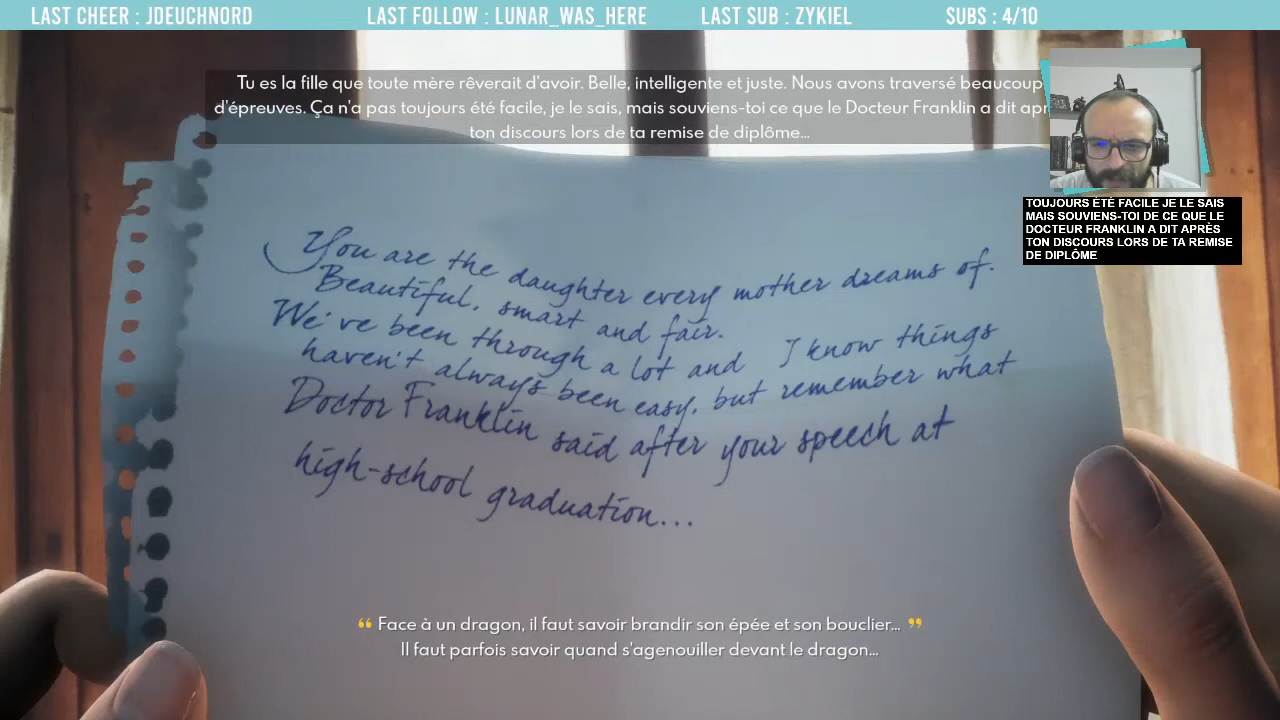 LAST CHEER : JDEUCHNORD
LAST FOLLOW : LUNAR_WAS_HERE
LAST SUB : ZYKIEL
SUBS : 4/10
Tu es la fille que toute mère rêverait d'avoir. Belle, intelligente et juste. Nous avons traversé beaucoup
d'épreuves. Ça n'a pas toujours été facile, je le sais, mais souviens-toi ce que le Docteur Franklin a dit apr
ton discours lors de ta remise de diplôme...
TOUJOURS ÉTÉ FACILE JE LE SAIS
MAIS SOUVIENS-TOI DE CE QUE LE
DOCTEUR FRANKLIN A DIT APRÈS
TON DISCOURS LORS DE TA REMISE
DE DIPLÔME
You are the daughter every mother dreams of.
Beautiful, smart and fair.
We've been through a lot and I know things
haven't always been easy, but remember what
Doctor Franklin said after your speech at
high-school graduation...
“ Face à un dragon, il faut savoir brandir son épée et son bouclier... ”
Il faut parfois savoir quand s'agenouiller devant le dragon...